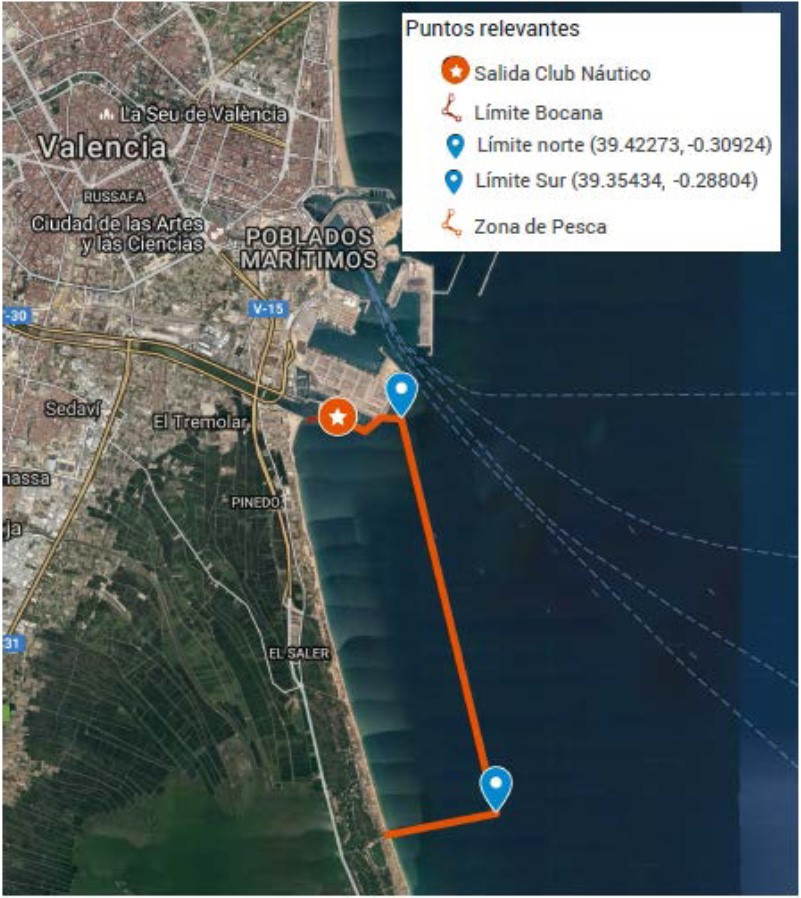 Puntos relevantes
Salida Club Náutico
Límite Bocana
Límite norte (39.42273, -0.30924)
Límite Sur (39.35434, -0.28804)
Zona de Pesca
La Seu de València
Valencia
RUSSAFA
Ciudad de las Artes
y las Ciencias
POBLADOS
MARÍTIMOS
V-15
-30
Sedaví
El Tremolar
nassa
PINEDO
ja
31
EL SALER